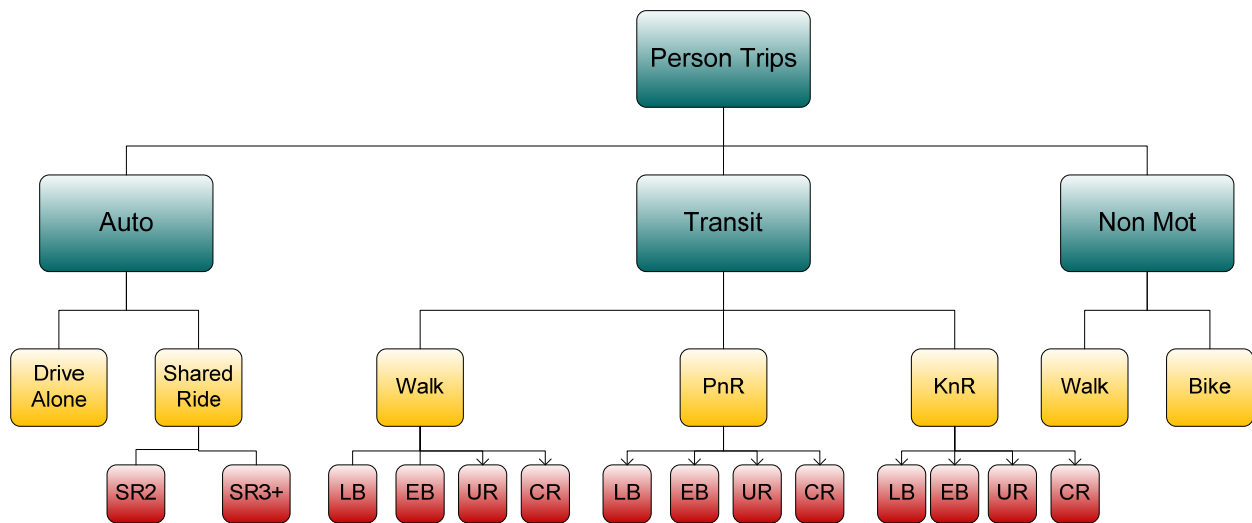 Person Trips
Auto
Transit
Non Mot
Drive
Alone
Shared
Ride
Walk
PnR
KnR
Walk
Bike
SR2
SR3+
LB
EB
UR
CR
LB
EB
UR
CR
LB
EB
UR
CR